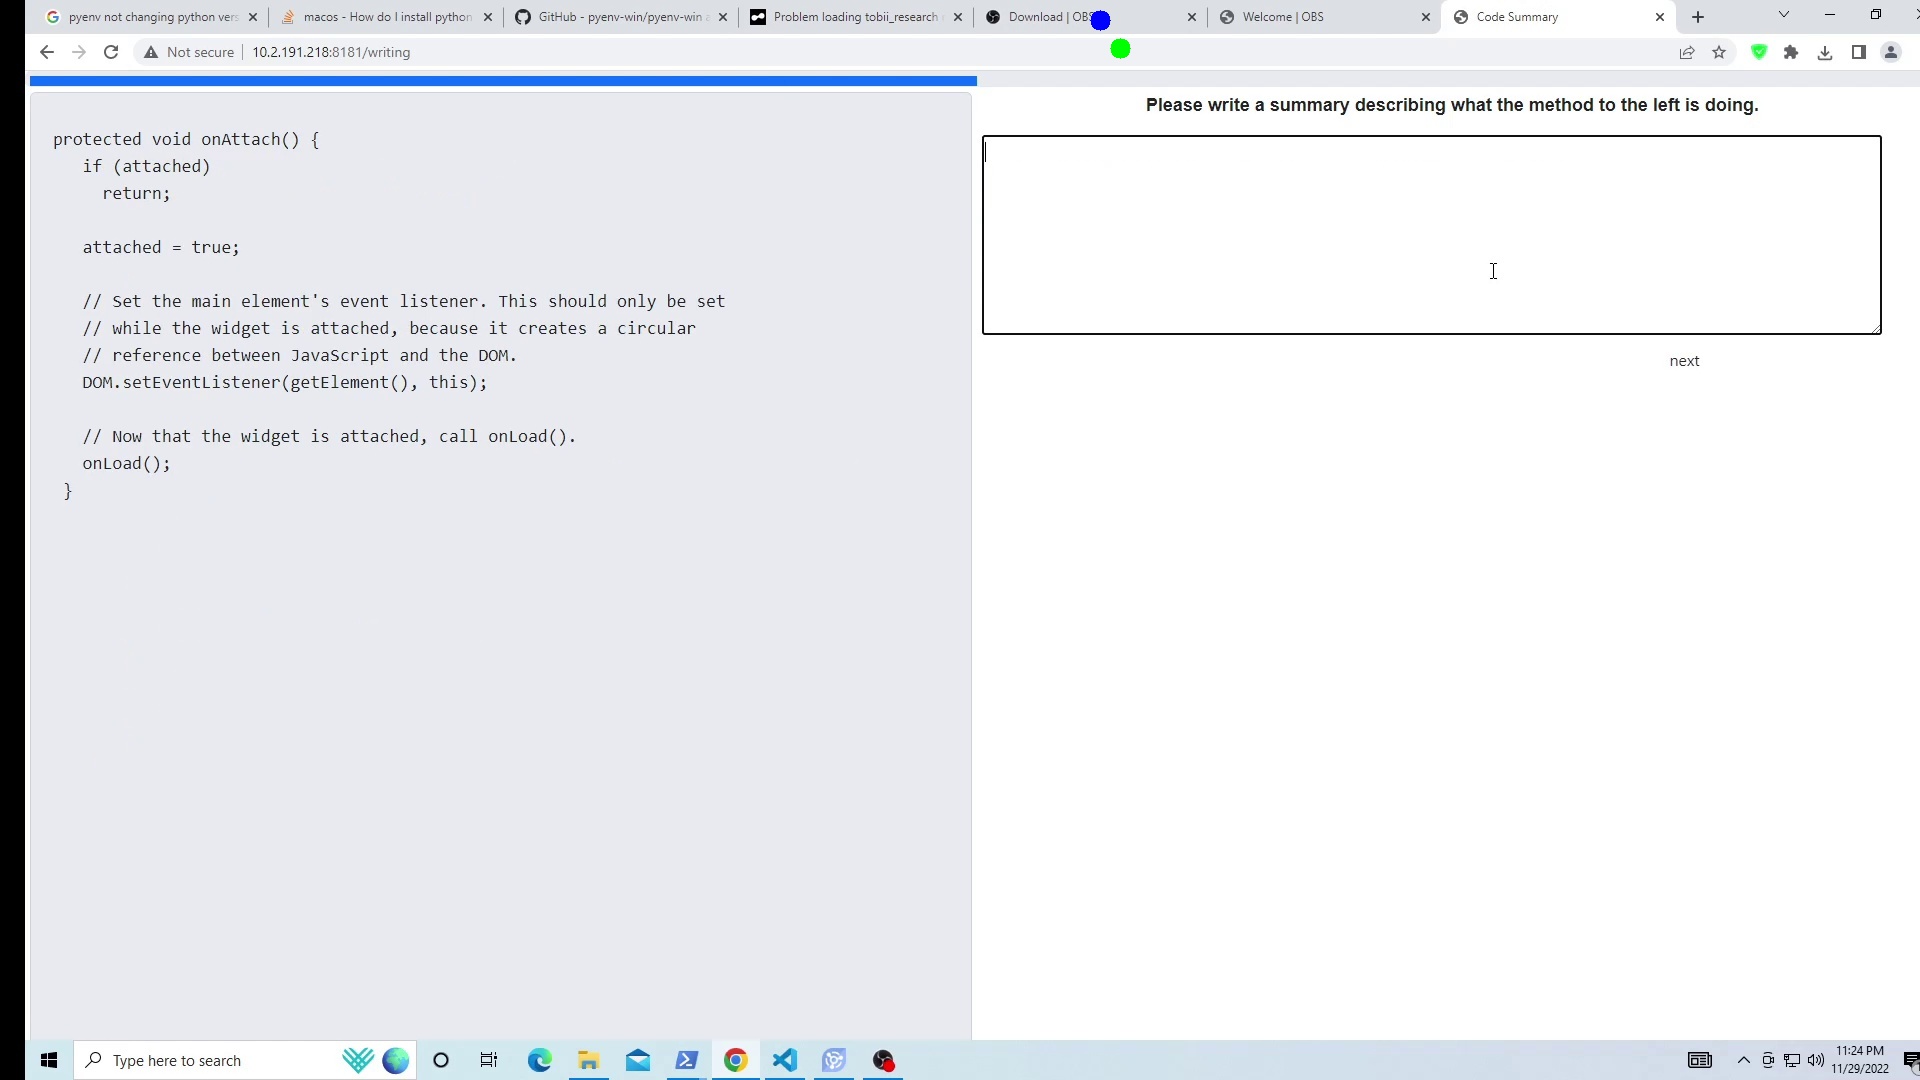 pyenv not changing python vers
macos - How do I install python
GitHub - pyenv-win/pyenv-win a
Problem loading tobii_research
Download | OBS
Welcome | OBS
Code Summary
Not secure
10.2.191.218:8181/writing
protected void onAttach() {
if (attached)
return;
attached = true;
// Set the main element's event listener. This should only be set
// while the widget is attached, because it creates a circular
// reference between JavaScript and the DOM.
DOM.setEventListener(getElement(), this);
// Now that the widget is attached, call onLoad().
onLoad();
}
Please write a summary describing what the method to the left is doing.
next
Type here to search
11:24 PM
11/29/2022